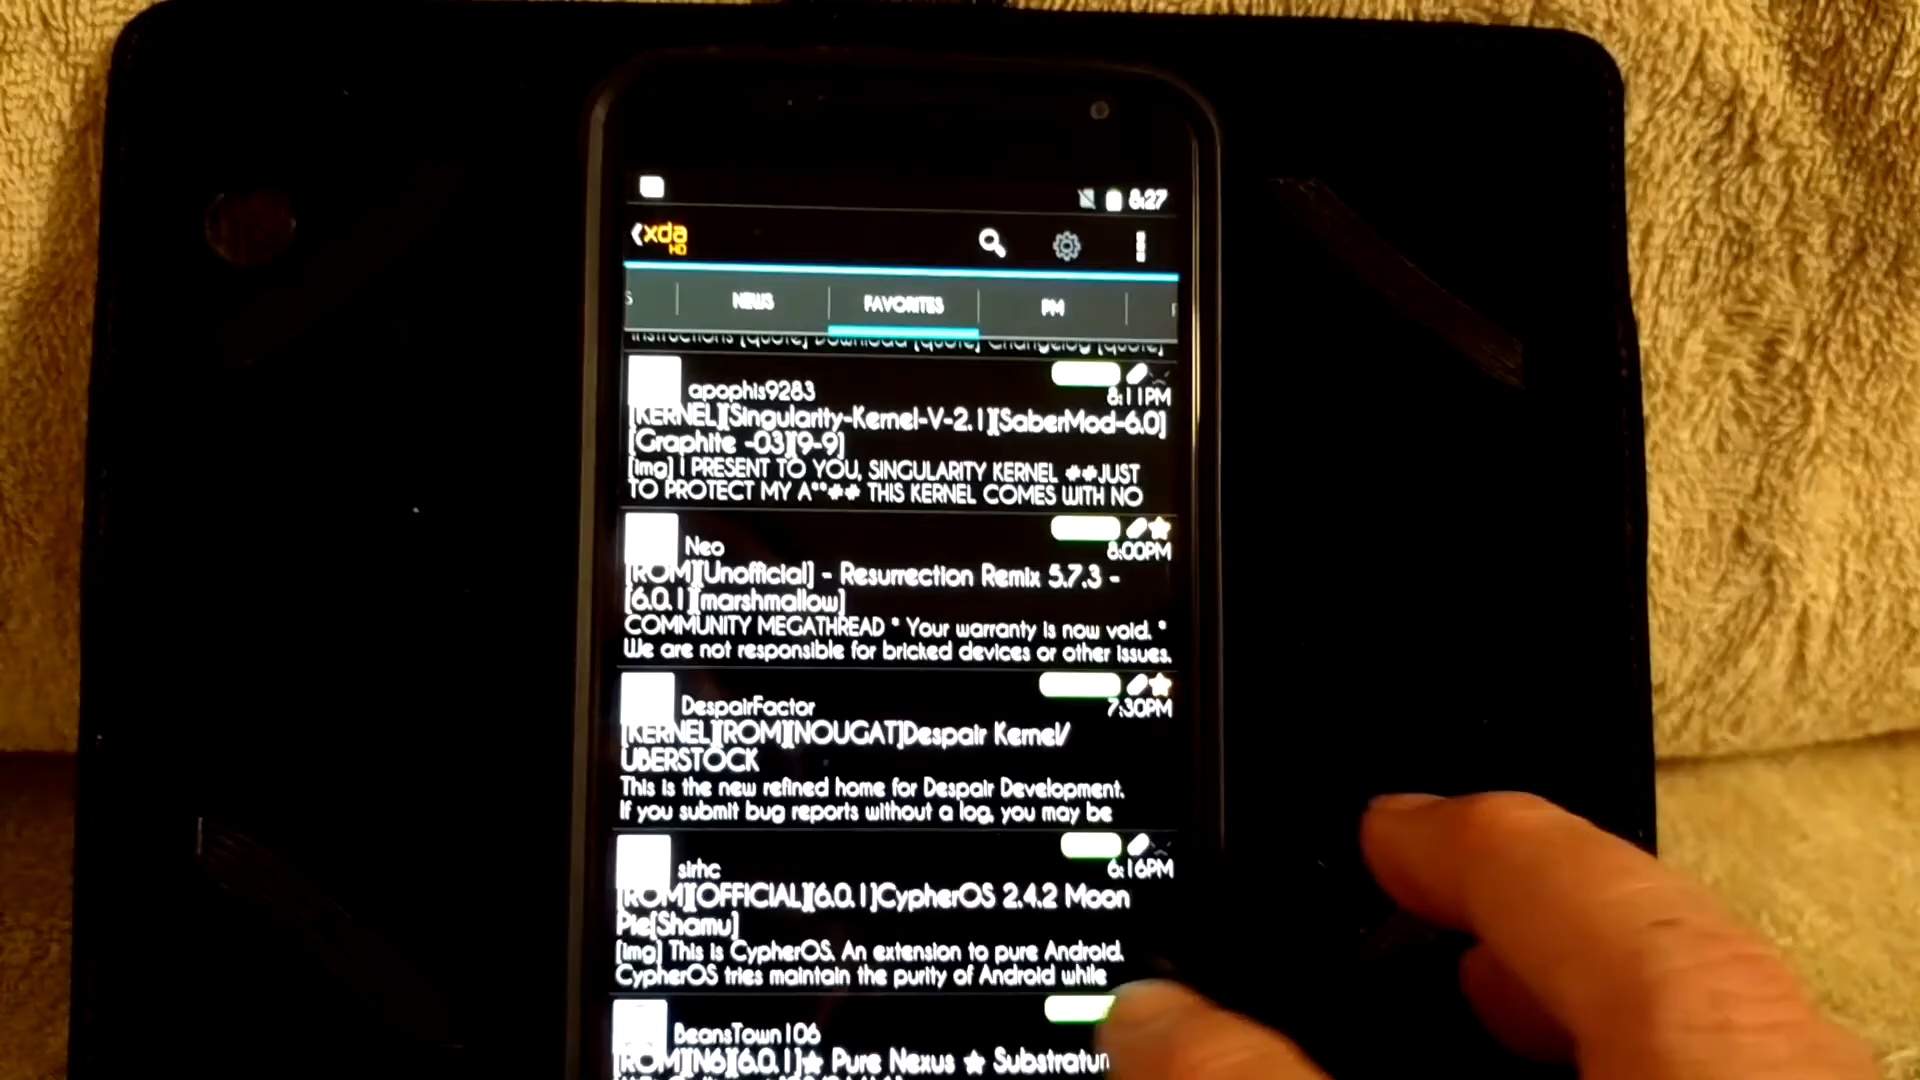 8:27
xda
HD
S NEWS FAVORITES PM
Instructions [quote] Download [quote] Changelog [quote]
apophis9283
8:11PM
[KERNEL][Singularity-Kernel-V-2.1][SaberMod-6.0]
[Graphite -03][9-9]
[img] I PRESENT TO YOU, SINGULARITY KERNEL ##JUST
TO PROTECT MY A**## THIS KERNEL COMES WITH NO
Neo
8:00PM
[ROM][Unofficial] - Resurrection Remix 5.7.3 -
[6.0.1][marshmallow]
COMMUNITY MEGATHREAD * Your warranty is now void. *
We are not responsible for bricked devices or other issues.
DespairFactor
7:30PM
[KERNEL][ROM][NOUGAT]Despair Kernel/
UBERSTOCK
This is the new refined home for Despair Development.
If you submit bug reports without a log, you may be
sirhc
6:16PM
[ROM][OFFICIAL][6.0.1]CypherOS 2.4.2 Moon
Pie[Shamu]
[img] This is CypherOS. An extension to pure Android.
CypherOS tries maintain the purity of Android while
BeansTown106
[ROM][N6][6.0.1]★ Pure Nexus ★ Substratum